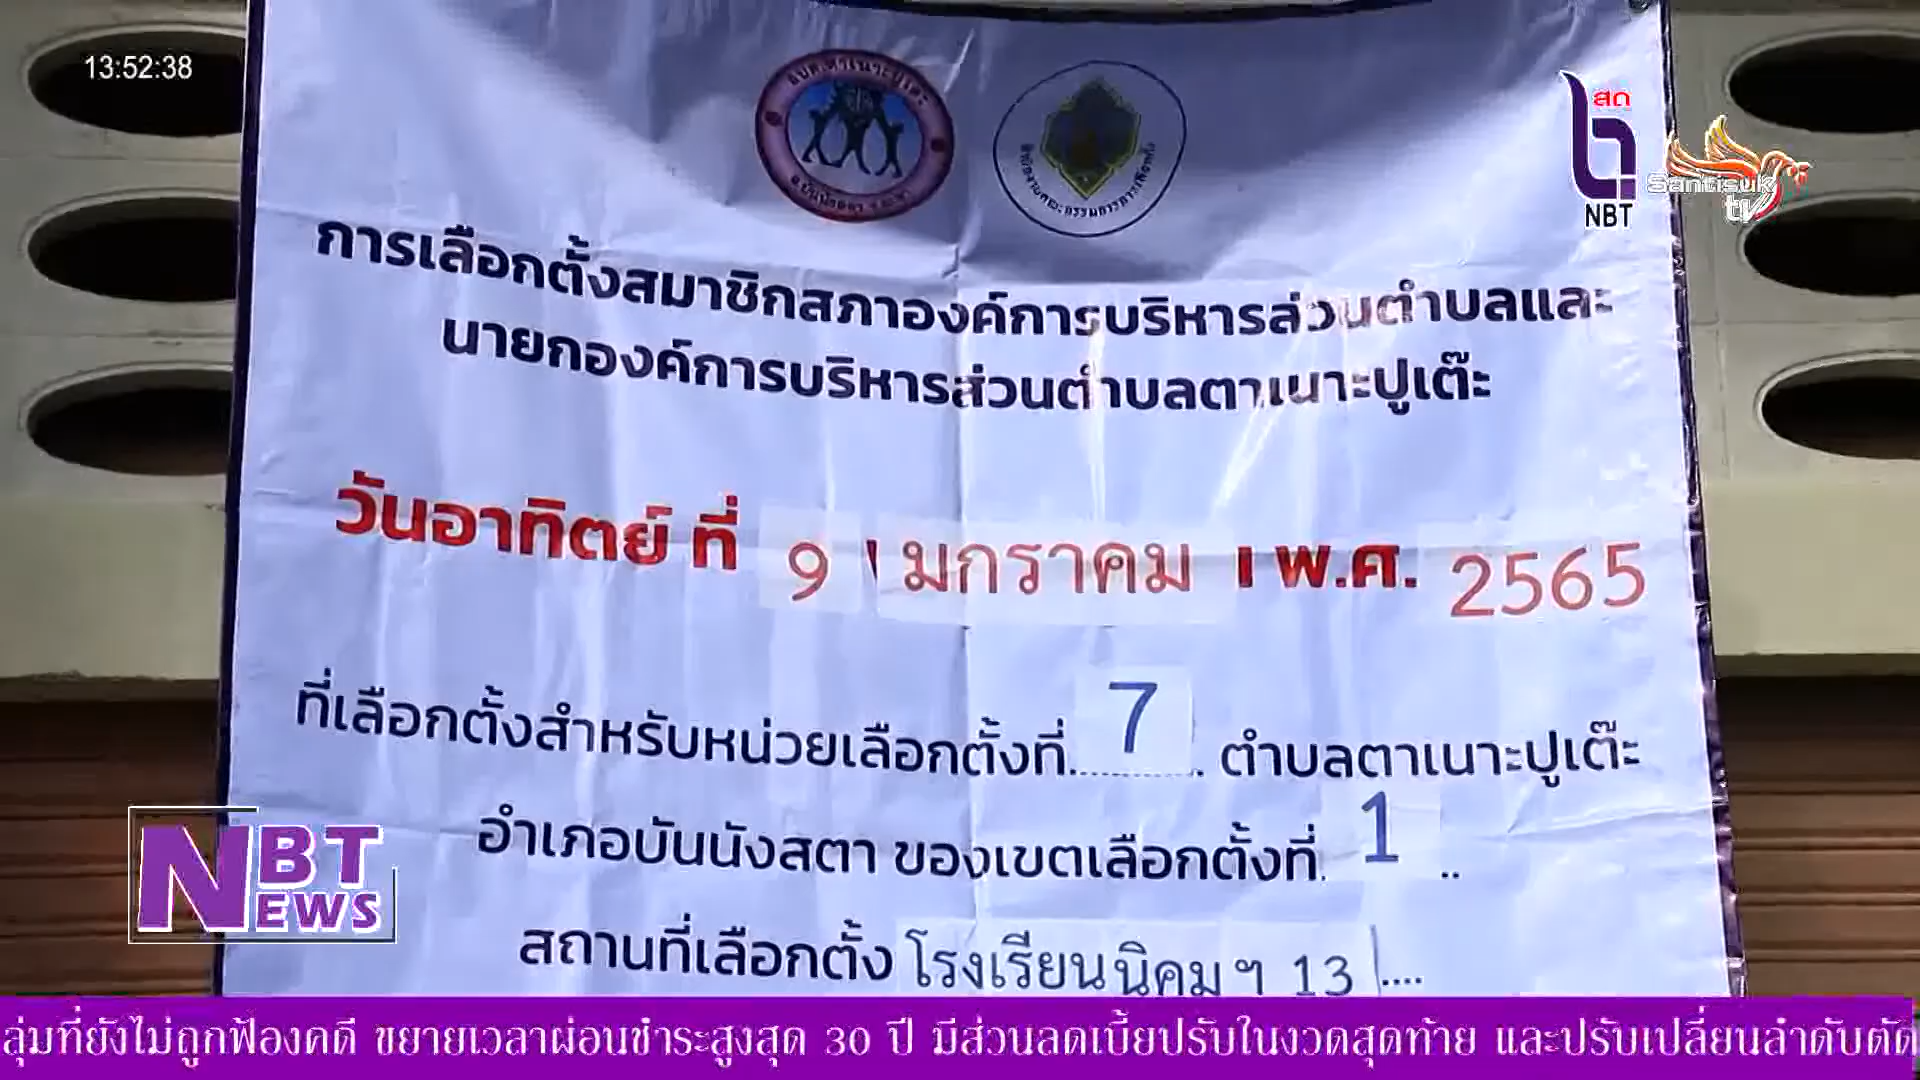 13:52:38
สด
NBT
Santisuk
tv
การเลือกตั้งสมาชิกสภาองค์การบริหารส่วนตำบลและ
นายกองค์การบริหารส่วนตำบลตาเนาะปูเต๊ะ
วันอาทิตย์ ที่ 9 มกราคม พ.ศ. 2565
ที่เลือกตั้งสำหรับหน่วยเลือกตั้งที่ 7 ตำบลตาเนาะปูเต๊ะ
อำเภอบันนังสตา ของเขตเลือกตั้งที่ 1
สถานที่เลือกตั้ง โรงเรียนนิคมฯ 13
NBT
NEWS
ลุ่มที่ยังไม่ถูกฟ้องคดี ขยายเวลาผ่อนชำระสูงสุด 30 ปี มีส่วนลดเบี้ยปรับในงวดสุดท้าย และปรับเปลี่ยนลำดับตัด